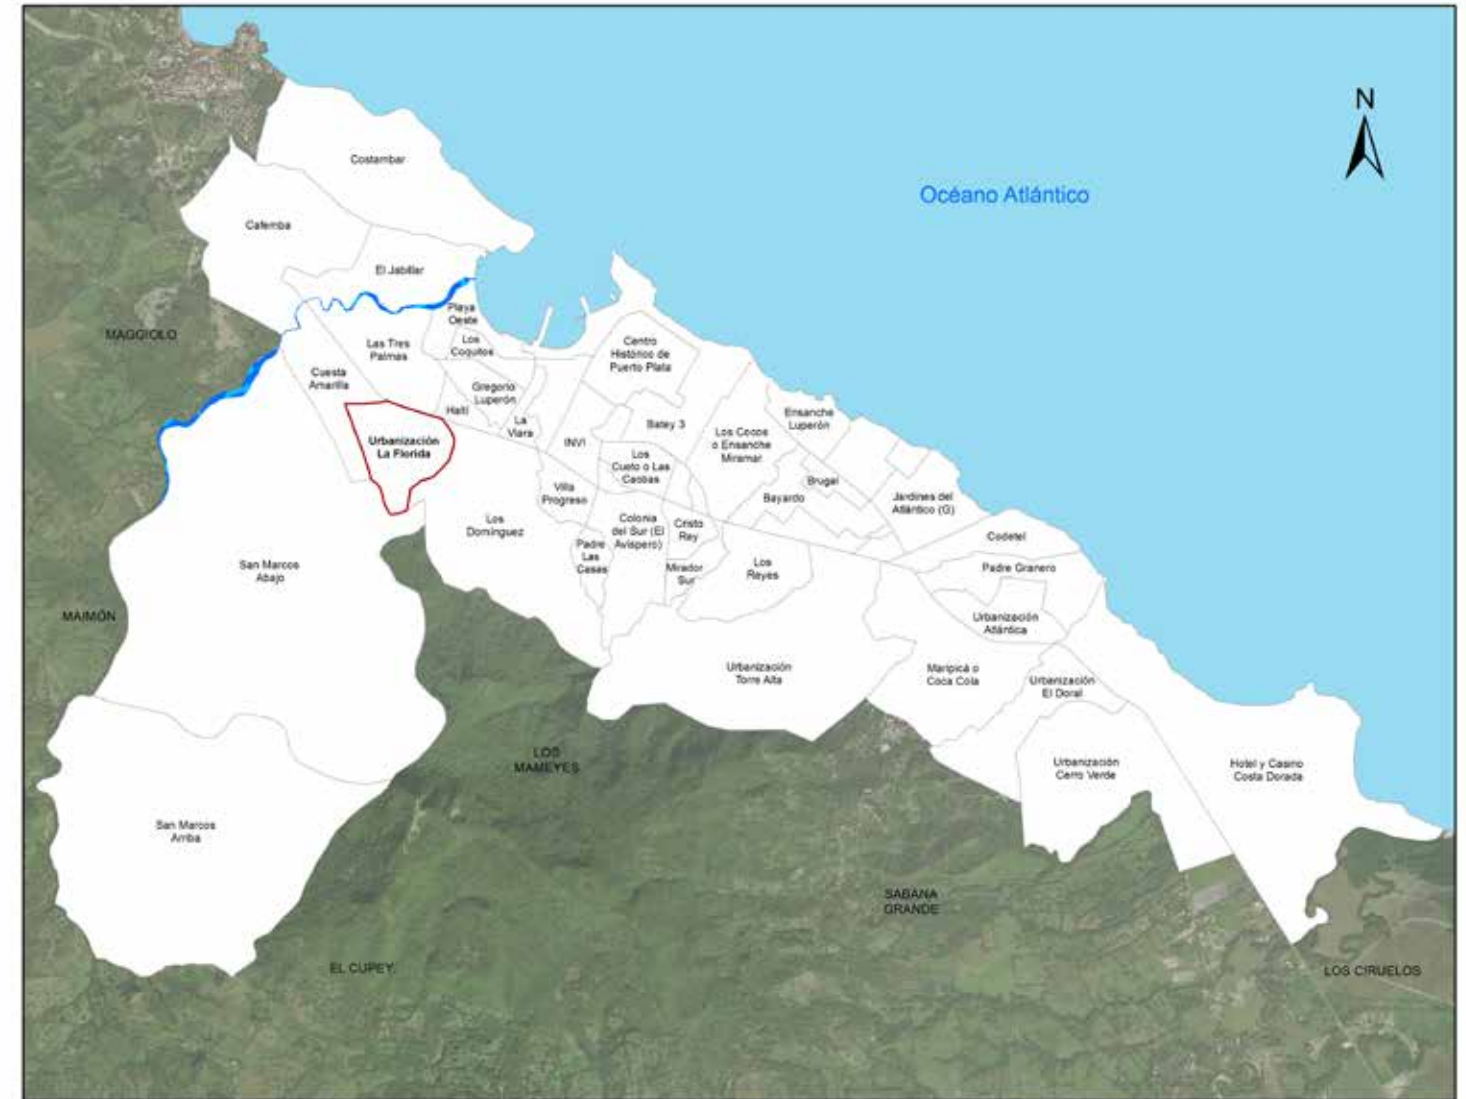 N
Océano Atlántico
Costambar
Cafemba
El Jabillar
MAGGIOLO
Playa
Oeste
Las Tres
Palmas
Los
Coquitos
Centro
Histórico de
Puerto Plata
Cuesta
Amarilla
Gregorio
Luperón
Haití
La
Viara
Urbanización
La Florida
INVI
Batey 3
Ensanche
Luperón
Los Cocos
o Ensanche
Miramar
Los
Cueto o Las
Caobas
Villa
Progreso
Brugal
Bayardo
Jardines del
Atlántico (G)
Los
Domínguez
Colonia
del Sur (El
Avispero)
Cristo
Rey
Codetel
Padre
Las
Casas
Mirador
Sur
Los
Reyes
Padre Granero
San Marcos
Abajo
MAIMÓN
Urbanización
Atlántica
Urbanización
Torre Alta
Maripicá o
Coca Cola
Urbanización
El Doral
LOS
MAMEYES
Urbanización
Cerro Verde
Hotel y Casino
Costa Dorada
San Marcos
Arriba
SABANA
GRANDE
EL CUPEY
LOS CIRUELOS